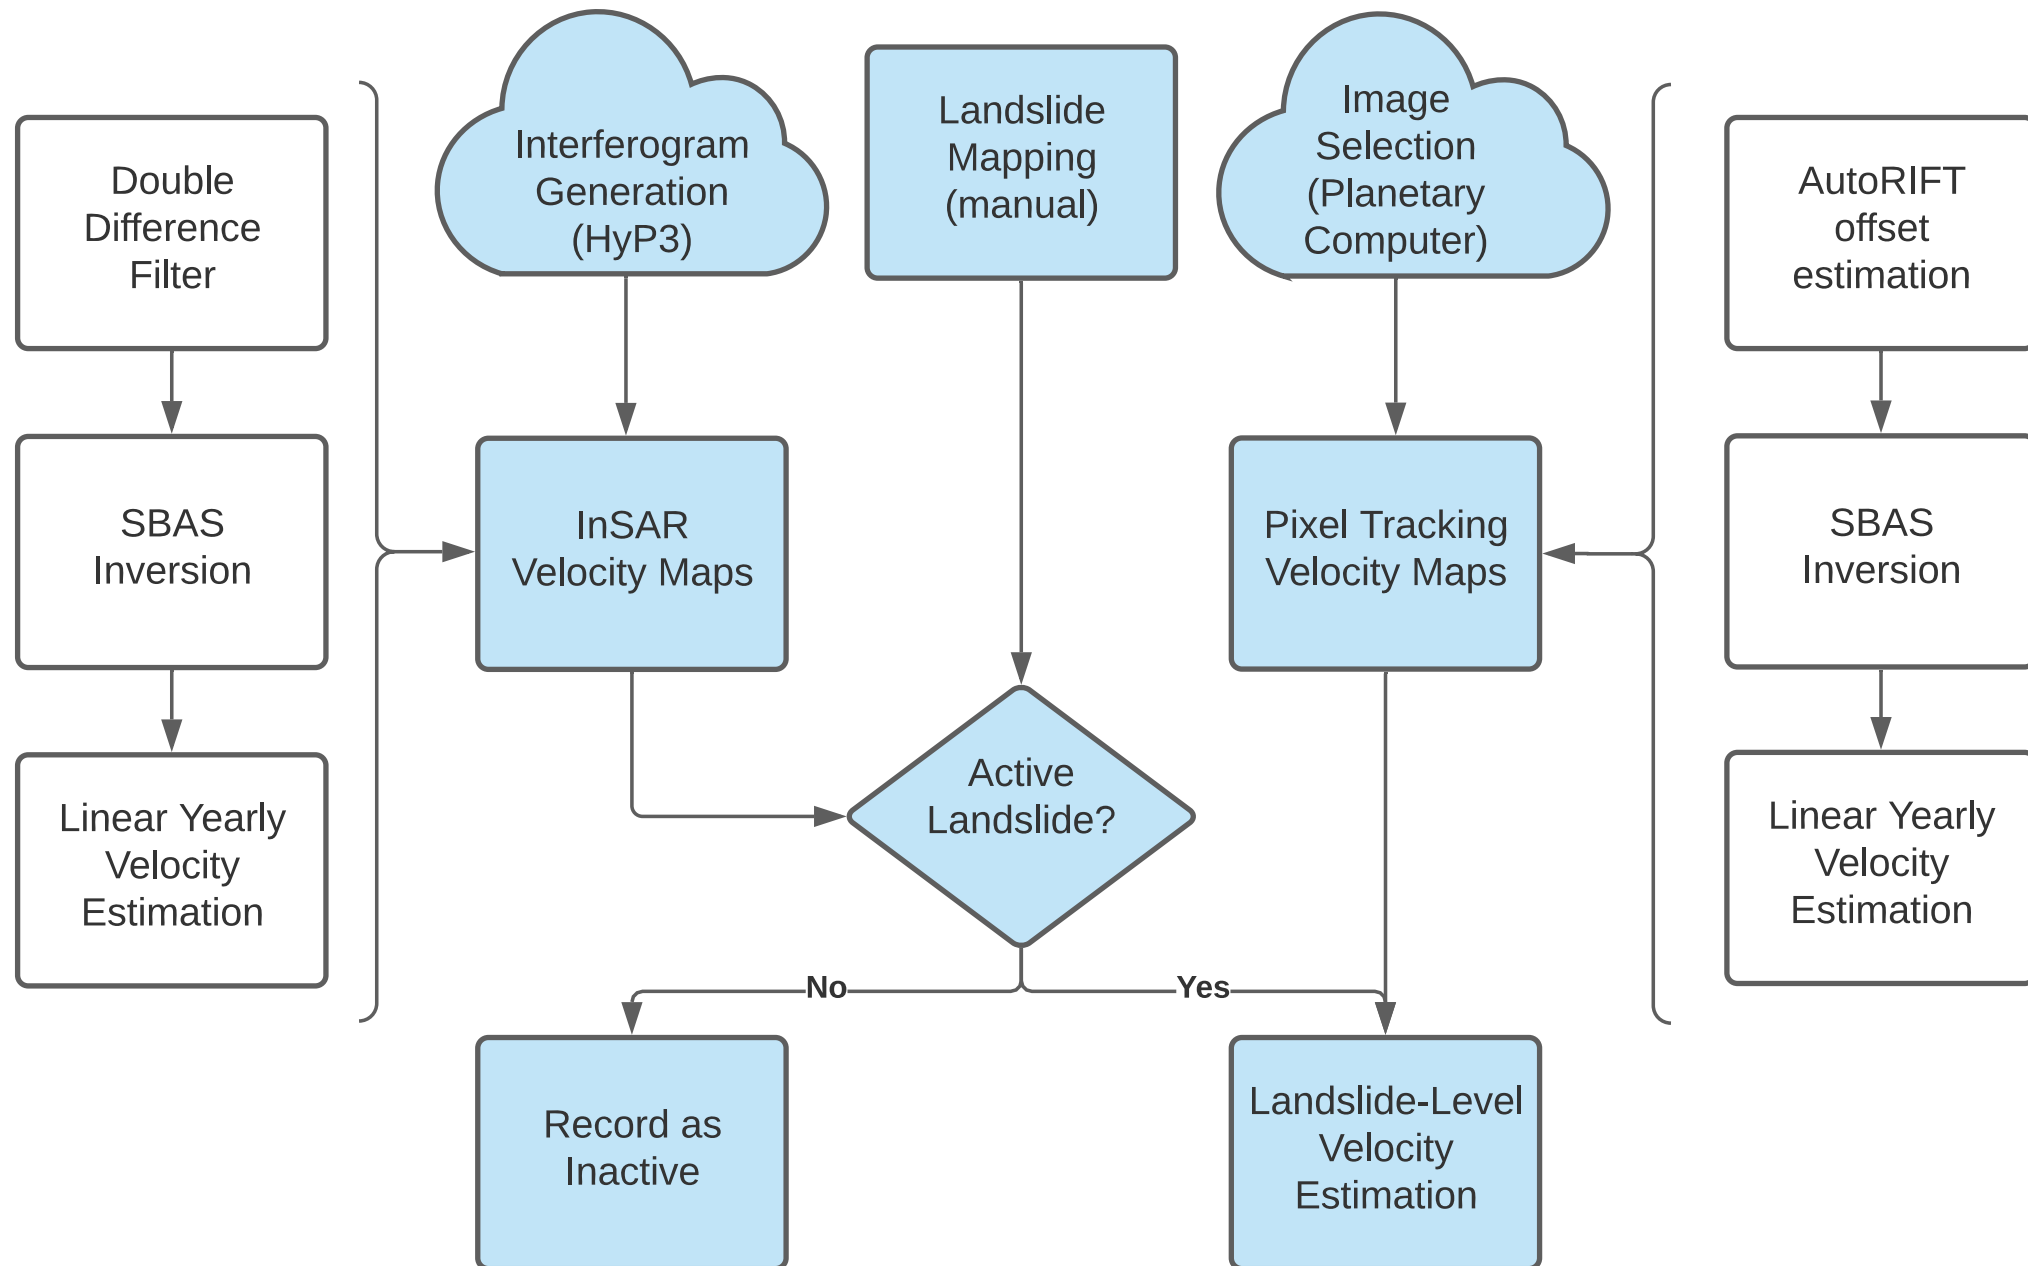 Double
Difference
Filter
SBAS
Inversion
Linear Yearly
Velocity
Estimation
Interferogram
Generation
(HyP3)
InSAR
Velocity Maps
Landslide
Mapping
(manual)
Active
Landslide?
No
Yes
Record as
Inactive
Image
Selection
(Planetary
Computer)
Pixel Tracking
Velocity Maps
Landslide-Level
Velocity
Estimation
AutoRIFT
offset
estimation
SBAS
Inversion
Linear Yearly
Velocity
Estimation